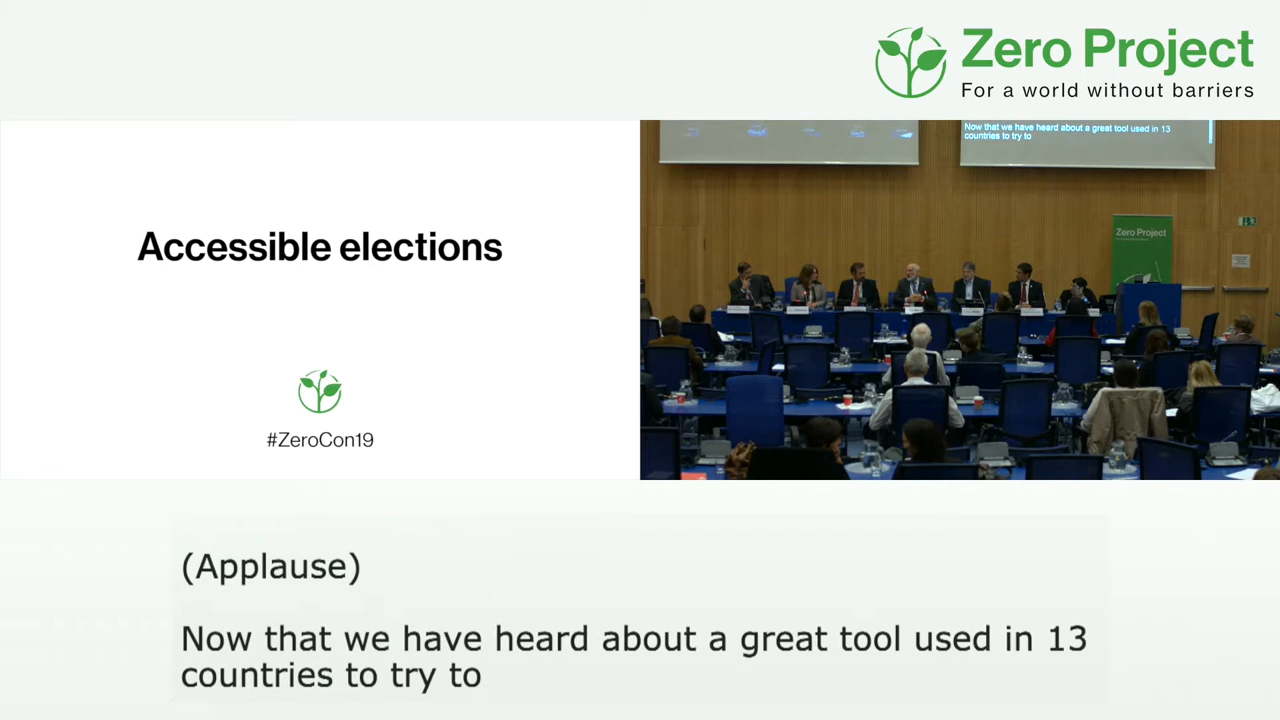 Zero Project
For a world without barriers
Accessible elections
#ZeroCon19
Now that we have heard about a great tool used in 13
countries to try to
Zero Project
(Applause)
Now that we have heard about a great tool used in 13
countries to try to